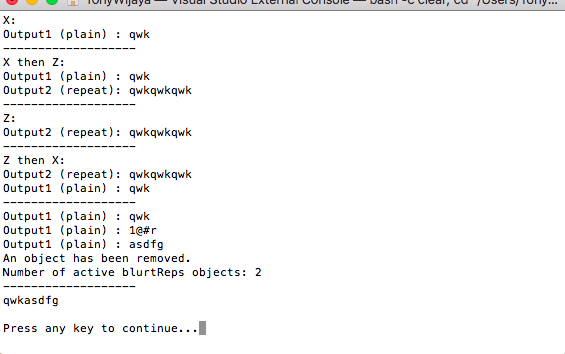 TonyWijaya — Visual Studio External Console — bash -c clear; cd "/Users/Tony...
X:
Output1 (plain) : qwk
-------------------
X then Z:
Output1 (plain) : qwk
Output2 (repeat): qwkqwkqwk
-------------------
Z:
Output2 (repeat): qwkqwkqwk
-------------------
Z then X:
Output2 (repeat): qwkqwkqwk
Output1 (plain) : qwk
-------------------
Output1 (plain) : qwk
Output1 (plain) : 1@#r
Output1 (plain) : asdfg
An object has been removed.
Number of active blurtReps objects: 2
-------------------
qwkasdfg
Press any key to continue...